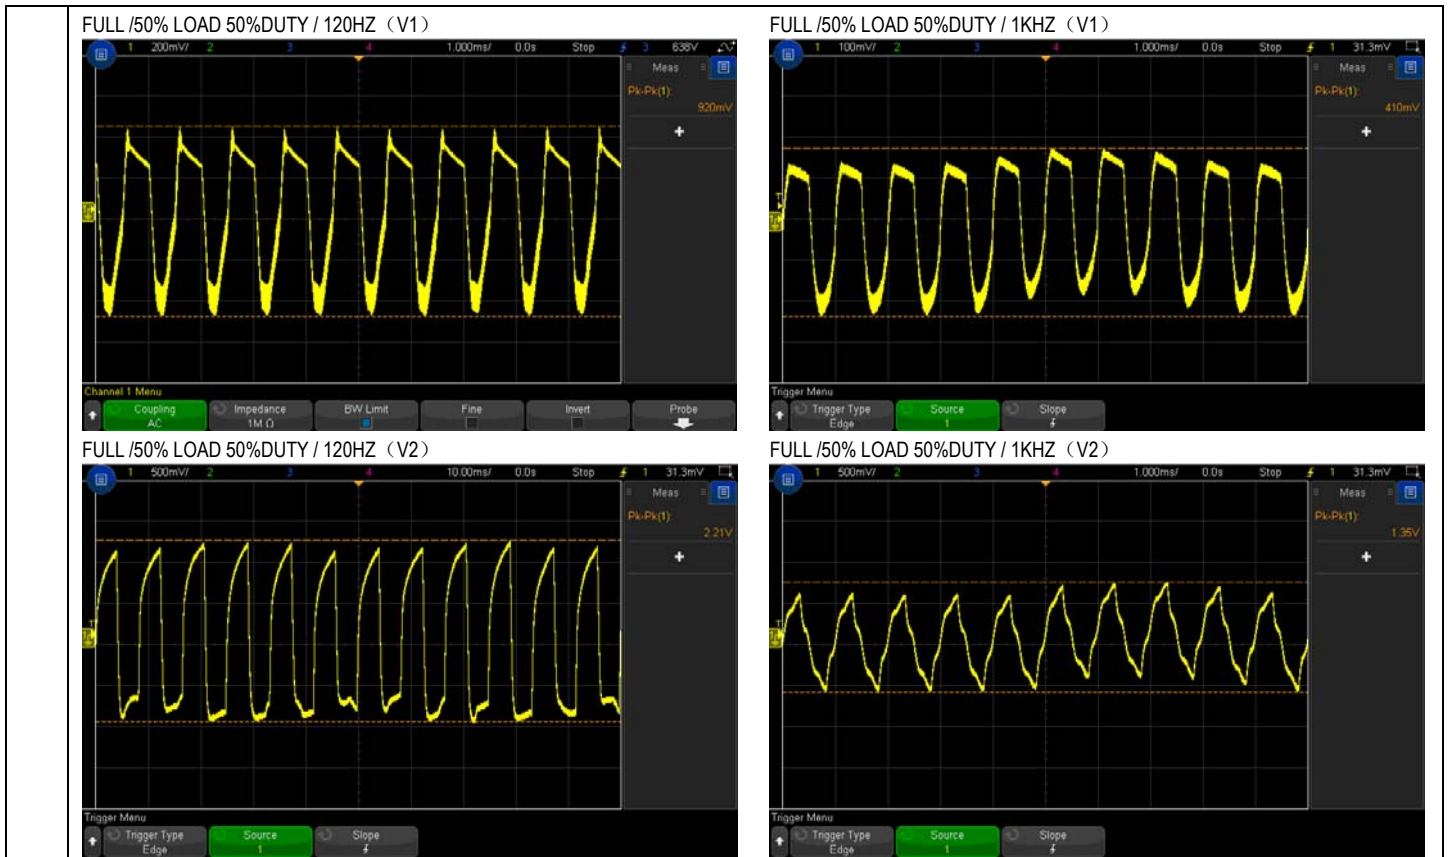 FULL /50% LOAD 50%DUTY / 120HZ（V1）
1 200mV/ 2 3 4 1.000ms/ 0.0s Stop 3 638V
Meas
Pk-Pk(1):
920mV
Channel 1 Menu
Coupling
AC
Impedance
1M Ω
BW Limit
Fine
Invert
Probe
FULL /50% LOAD 50%DUTY / 1KHZ（V1）
1 100mV/ 2 3 4 1.000ms/ 0.0s Stop 1 31.3mV
Meas
Pk-Pk(1):
410mV
T
Trigger Menu
Trigger Type
Edge
Source
1
Slope
FULL /50% LOAD 50%DUTY / 120HZ（V2）
1 500mV/ 2 3 4 10.00ms/ 0.0s Stop 1 31.3mV
Meas
Pk-Pk(1):
2.21V
T
Trigger Menu
Trigger Type
Edge
Source
1
Slope
FULL /50% LOAD 50%DUTY / 1KHZ（V2）
1 500mV/ 2 3 4 1.000ms/ 0.0s Stop 1 31.3mV
Meas
Pk-Pk(1):
1.35V
T
Trigger Menu
Trigger Type
Edge
Source
1
Slope